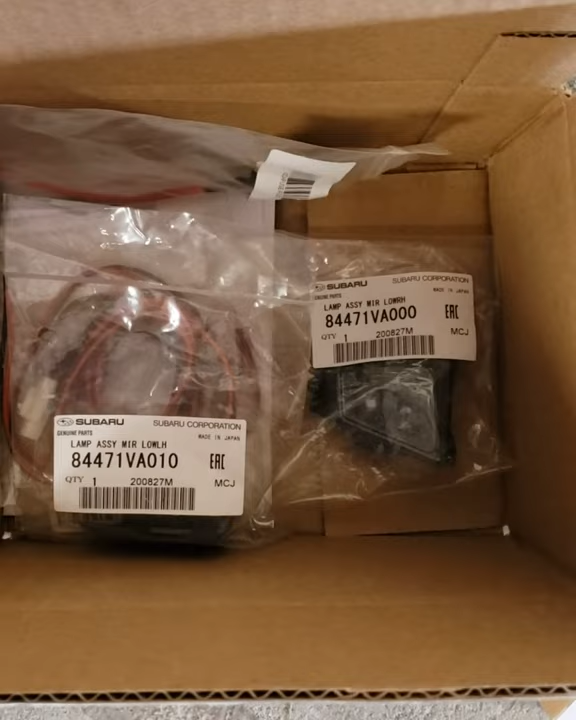 SUBARU SUBARU CORPORATION
GENUINE PARTS MADE IN JAPAN
LAMP ASSY MIR LOWRH
84471VA000 EAC
QTY 1 200827M MCJ
SUBARU SUBARU CORPORATION
GENUINE PARTS MADE IN JAPAN
LAMP ASSY MIR LOWLH
84471VA010 EAC
QTY 1 200827M MCJ